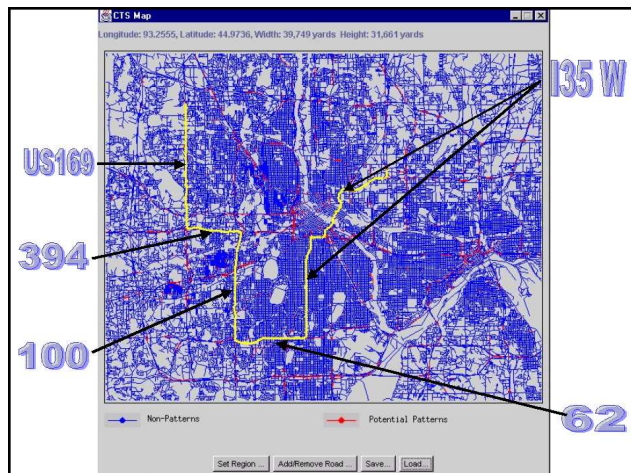 CTS Map
Longitude: 93.2555, Latitude: 44.9736, Width: 39,749 yards Height: 31,661 yards
I35 W
US169
394
100
62
Non-Patterns
Potential Patterns
Set Region ...
Add/Remove Road ...
Save...
Load...